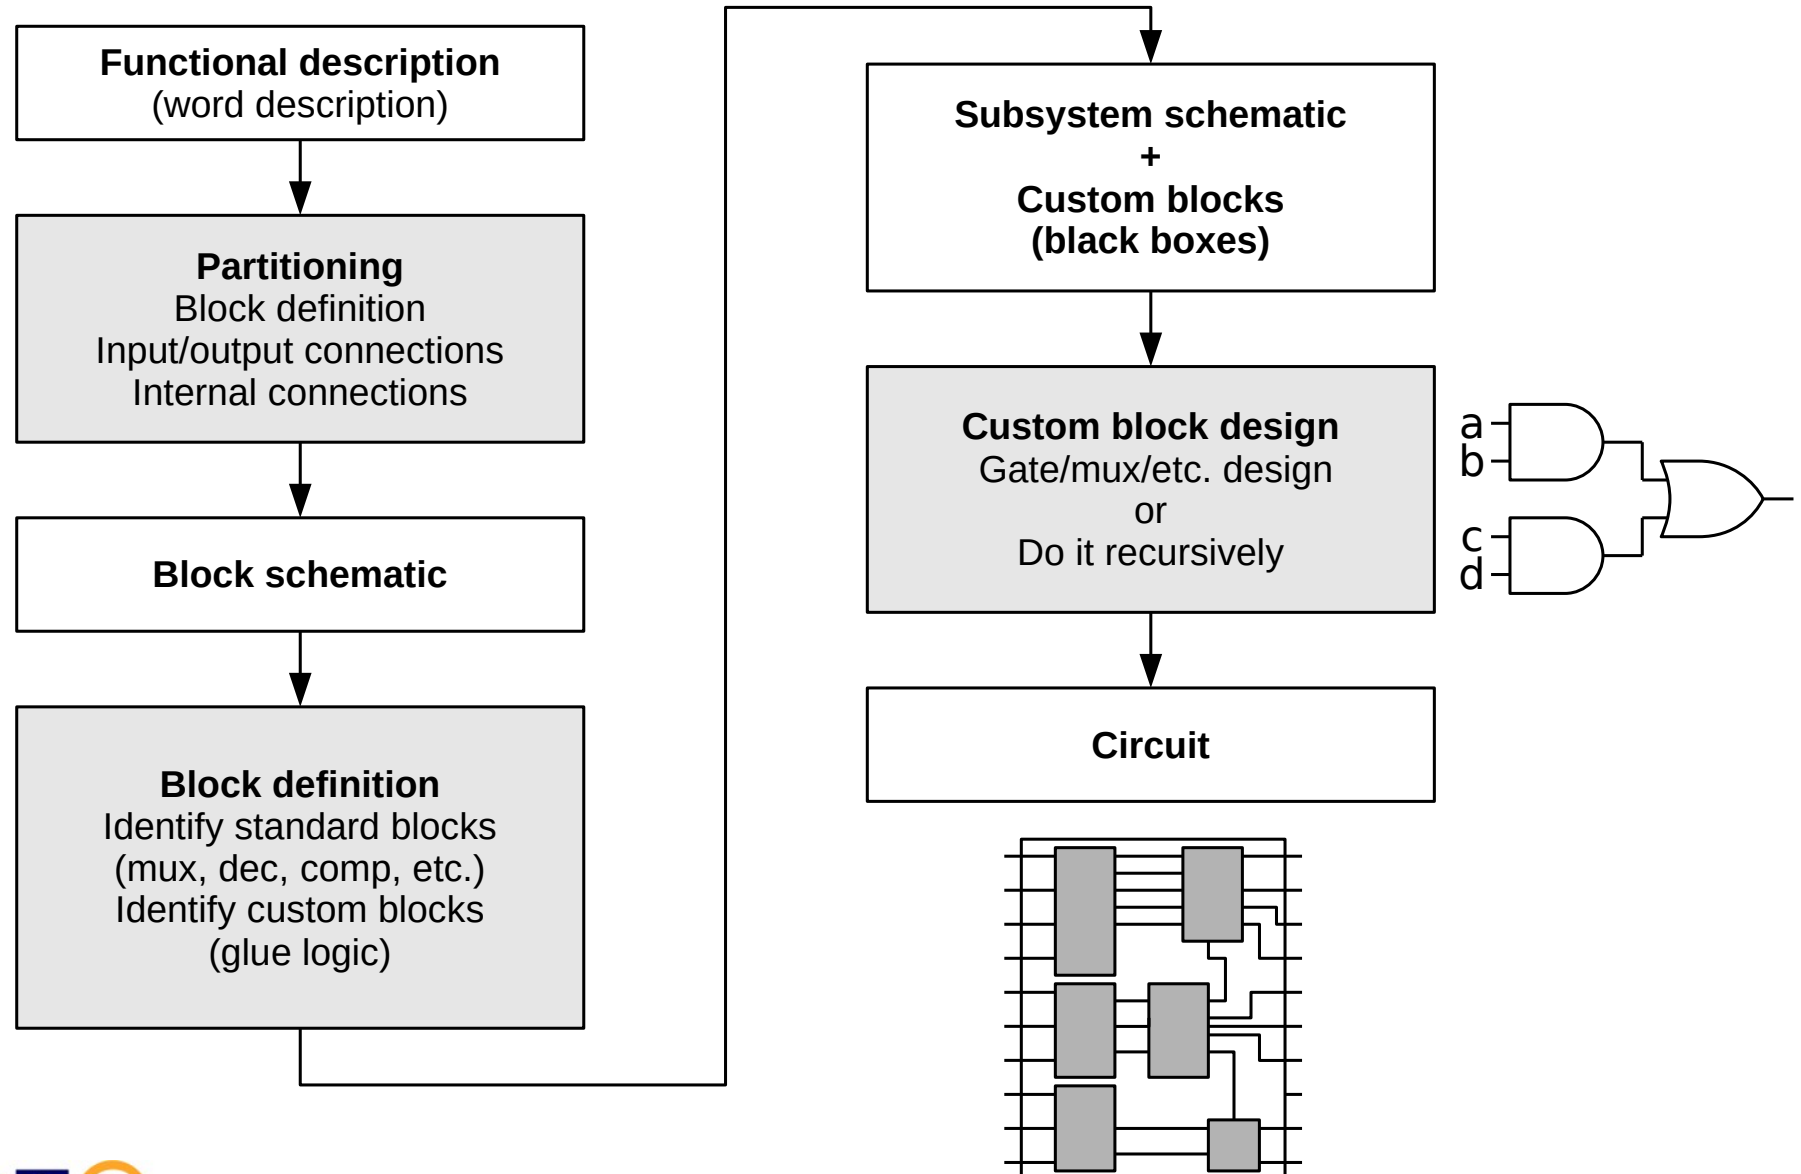 Functional description
(word description)
Partitioning
Block definition
Input/output connections
Internal connections
Block schematic
Block definition
Identify standard blocks
(mux, dec, comp, etc.)
Identify custom blocks
(glue logic)
Subsystem schematic
+
Custom blocks
(black boxes)
Custom block design
Gate/mux/etc. design
or
Do it recursively
a
b
c
d
Circuit